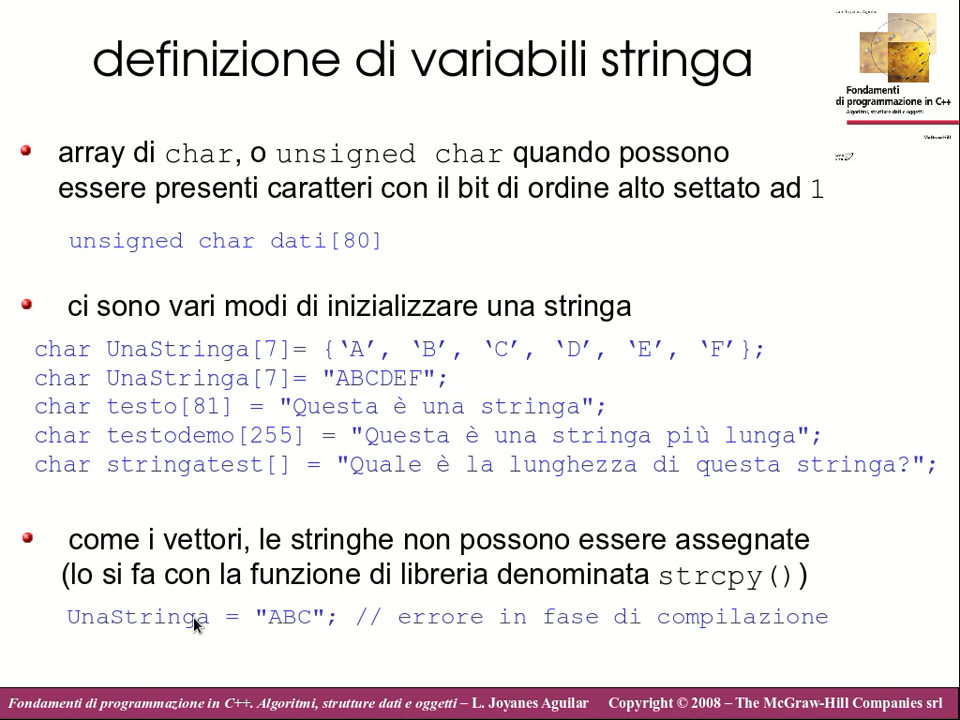 definizione di variabili stringa
Fondamenti
di programmazione in C++
Algoritmi, strutture dati e oggetti
array di char, o unsigned char quando possono
essere presenti caratteri con il bit di ordine alto settato ad 1
unsigned char dati[80]
ci sono vari modi di inizializzare una stringa
char UnaStringa[7]= {‘A’, ‘B’, ‘C’, ‘D’, ‘E’, ‘F’};
char UnaStringa[7]= "ABCDEF";
char testo[81] = "Questa è una stringa";
char testodemo[255] = "Questa è una stringa più lunga";
char stringatest[] = "Quale è la lunghezza di questa stringa?";
come i vettori, le stringhe non possono essere assegnate
(lo si fa con la funzione di libreria denominata strcpy())
UnaStringa = "ABC"; // errore in fase di compilazione
Fondamenti di programmazione in C++. Algoritmi, strutture dati e oggetti – L. Joyanes Aguilar Copyright © 2008 – The McGraw-Hill Companies srl